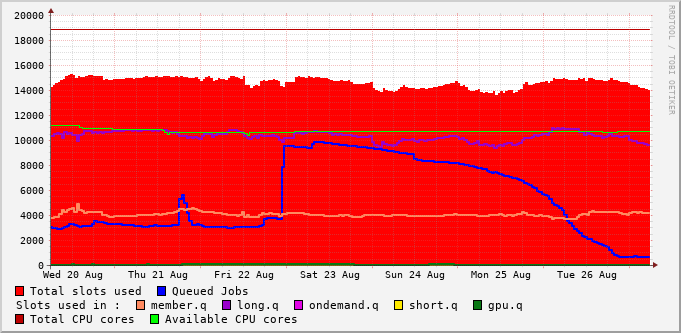 20000
18000
16000
14000
12000
10000
8000
6000
4000
2000
0
Wed 20 Aug Thu 21 Aug Fri 22 Aug Sat 23 Aug Sun 24 Aug Mon 25 Aug Tue 26 Aug
Total slots used Queued Jobs
Slots used in : member.q long.q ondemand.q short.q gpu.q
Total CPU cores Available CPU cores
RRDTOOL / TOBI OETIKER